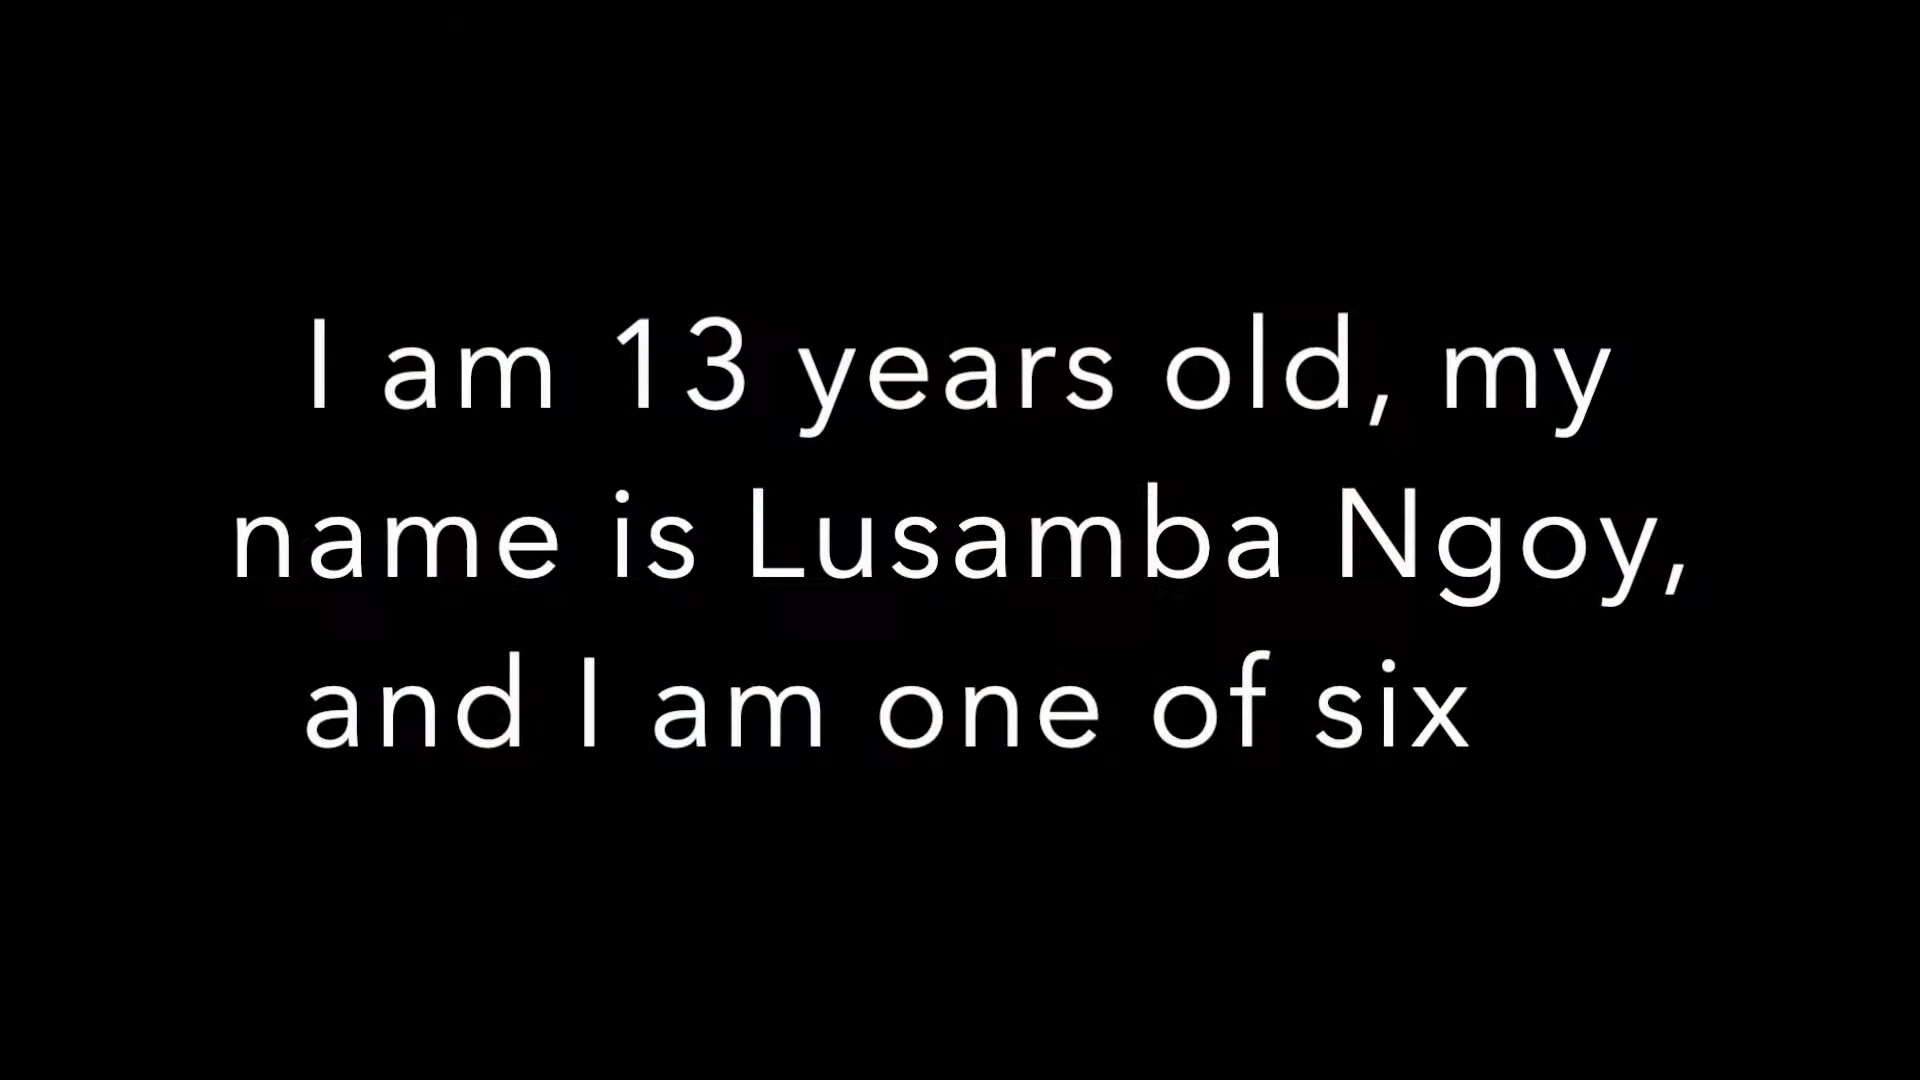 I am 13 years old, my
name is Lusamba Ngoy,
and I am one of six